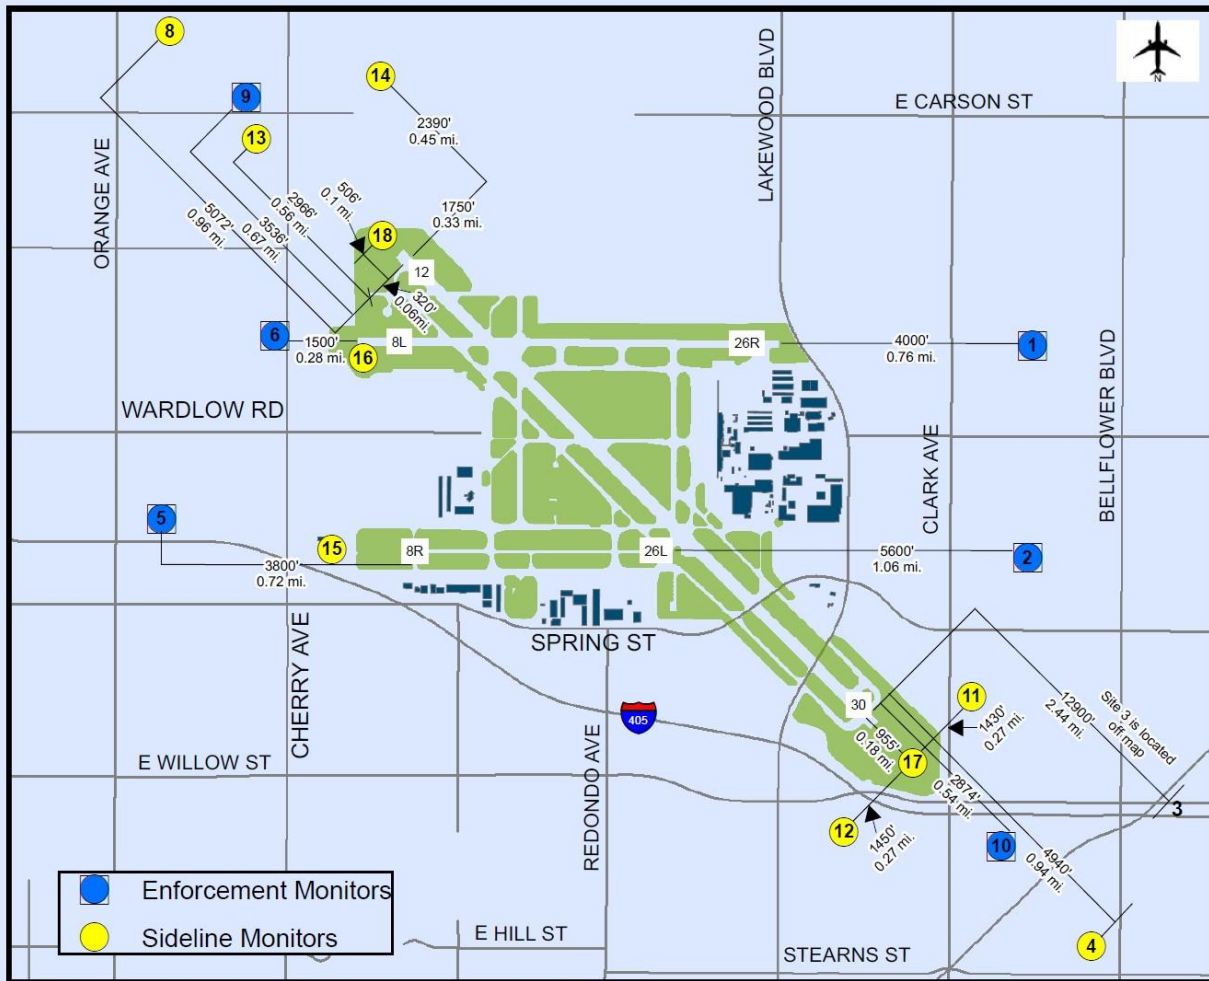 8
14
LAKEWOOD BLVD
N
9
E CARSON ST
2390'
0.45 mi.
13
ORANGE AVE
506'
0.1 mi.
2966'
0.56 mi.
1750'
0.33 mi.
5072'
0.96 mi.
3536'
0.67 mi.
18
12
320'
0.06mi.
6
1500'
0.28 mi.
8L
16
26R
4000'
0.76 mi.
1
BELLFLOWER BLVD
WARDLOW RD
CLARK AVE
5
15
3800'
0.72 mi.
8R
26L
5600'
1.06 mi.
2
CHERRY AVE
SPRING ST
405
REDONDO AVE
30
11
955'
0.18 mi.
1430'
0.27 mi.
12900'
2.44 mi.
Site 3 is located
off map
E WILLOW ST
17
2874'
0.54 mi.
3
12
1450'
0.27 mi.
10
4940'
0.94 mi.
Enforcement Monitors
Sideline Monitors
E HILL ST
STEARNS ST
4